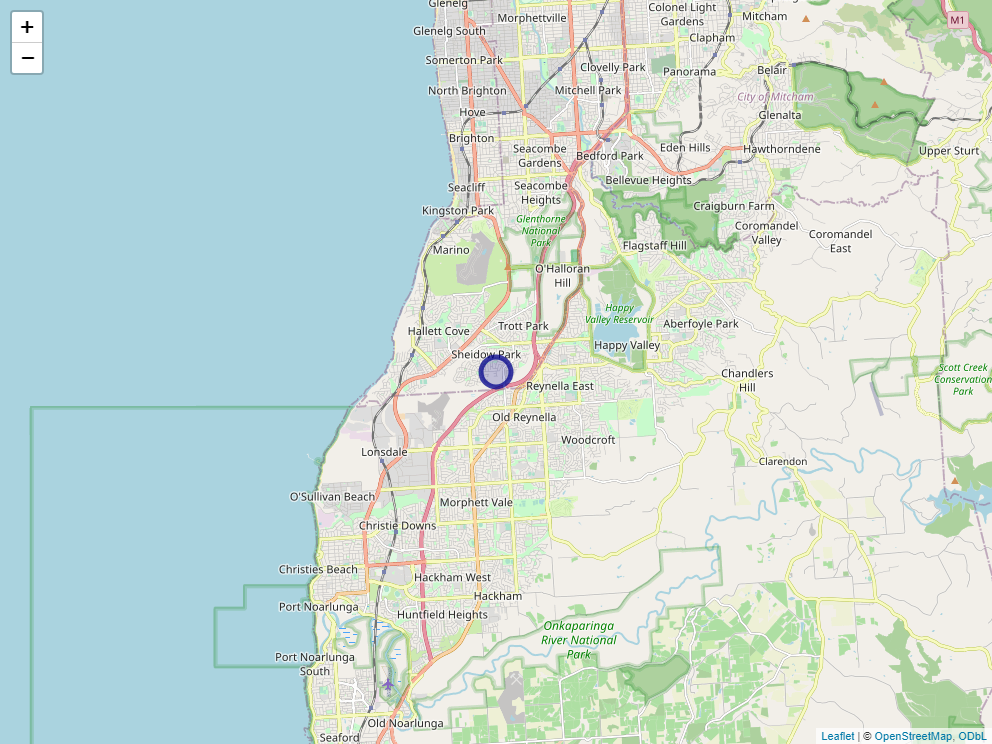 +
−
Glenelg
Morphettville
Colonel Light
Gardens
Mitcham
M1
Glenelg South
Clapham
Somerton Park
Clovelly Park
Panorama
Belair
North Brighton
Mitchell Park
City of Mitcham
Hove
Glenalta
Brighton
Seacombe
Gardens
Bedford Park
Eden Hills
Hawthorndene
Upper Sturt
Seacliff
Seacombe
Heights
Bellevue Heights
Kingston Park
Craigburn Farm
Glenthorne
National
Park
Coromandel
Valley
Coromandel
East
Marino
Flagstaff Hill
O'Halloran
Hill
Happy
Valley Reservoir
Hallett Cove
Trott Park
Aberfoyle Park
Sheidow Park
Happy Valley
Chandlers
Hill
Scott Creek
Conservation
Park
Reynella East
Old Reynella
Woodcroft
Lonsdale
Clarendon
O'Sullivan Beach
Morphett Vale
Christie Downs
Christies Beach
Hackham West
Hackham
Port Noarlunga
Huntfield Heights
Onkaparinga
River National
Park
Port Noarlunga
South
Old Noarlunga
Seaford
Leaflet | © OpenStreetMap, ODbL